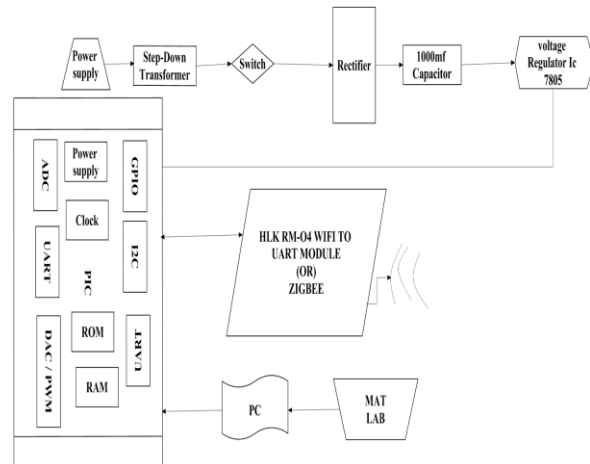 Power
supply
Step-Down
Transformer
Switch
Rectifier
1000mf
Capacitor
voltage
Regulator Ic
7805
ADC
Power
supply
GPIO
Clock
UART
I2C
PIC
ROM
UART
DAC / PWM
RAM
HLK RM-O4 WIFI TO
UART MODULE
(OR)
ZIGBEE
PC
MAT
LAB